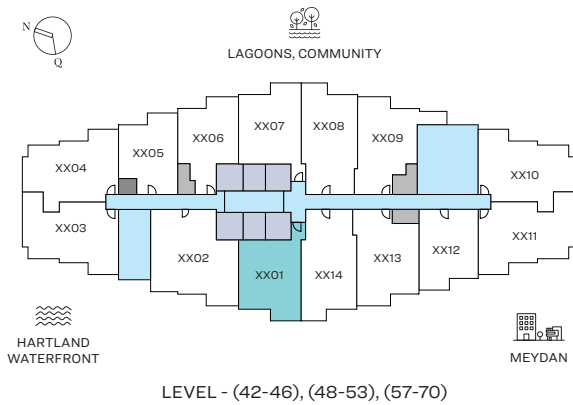 N
Q
LAGOONS, COMMUNITY
XX07
XX08
XX06
XX09
XX05
XX04
XX10
XX03
XX11
XX02
XX12
XX13
XX01
XX14
HARTLAND
WATERFRONT
MEYDAN
LEVEL - (42-46), (48-53), (57-70)